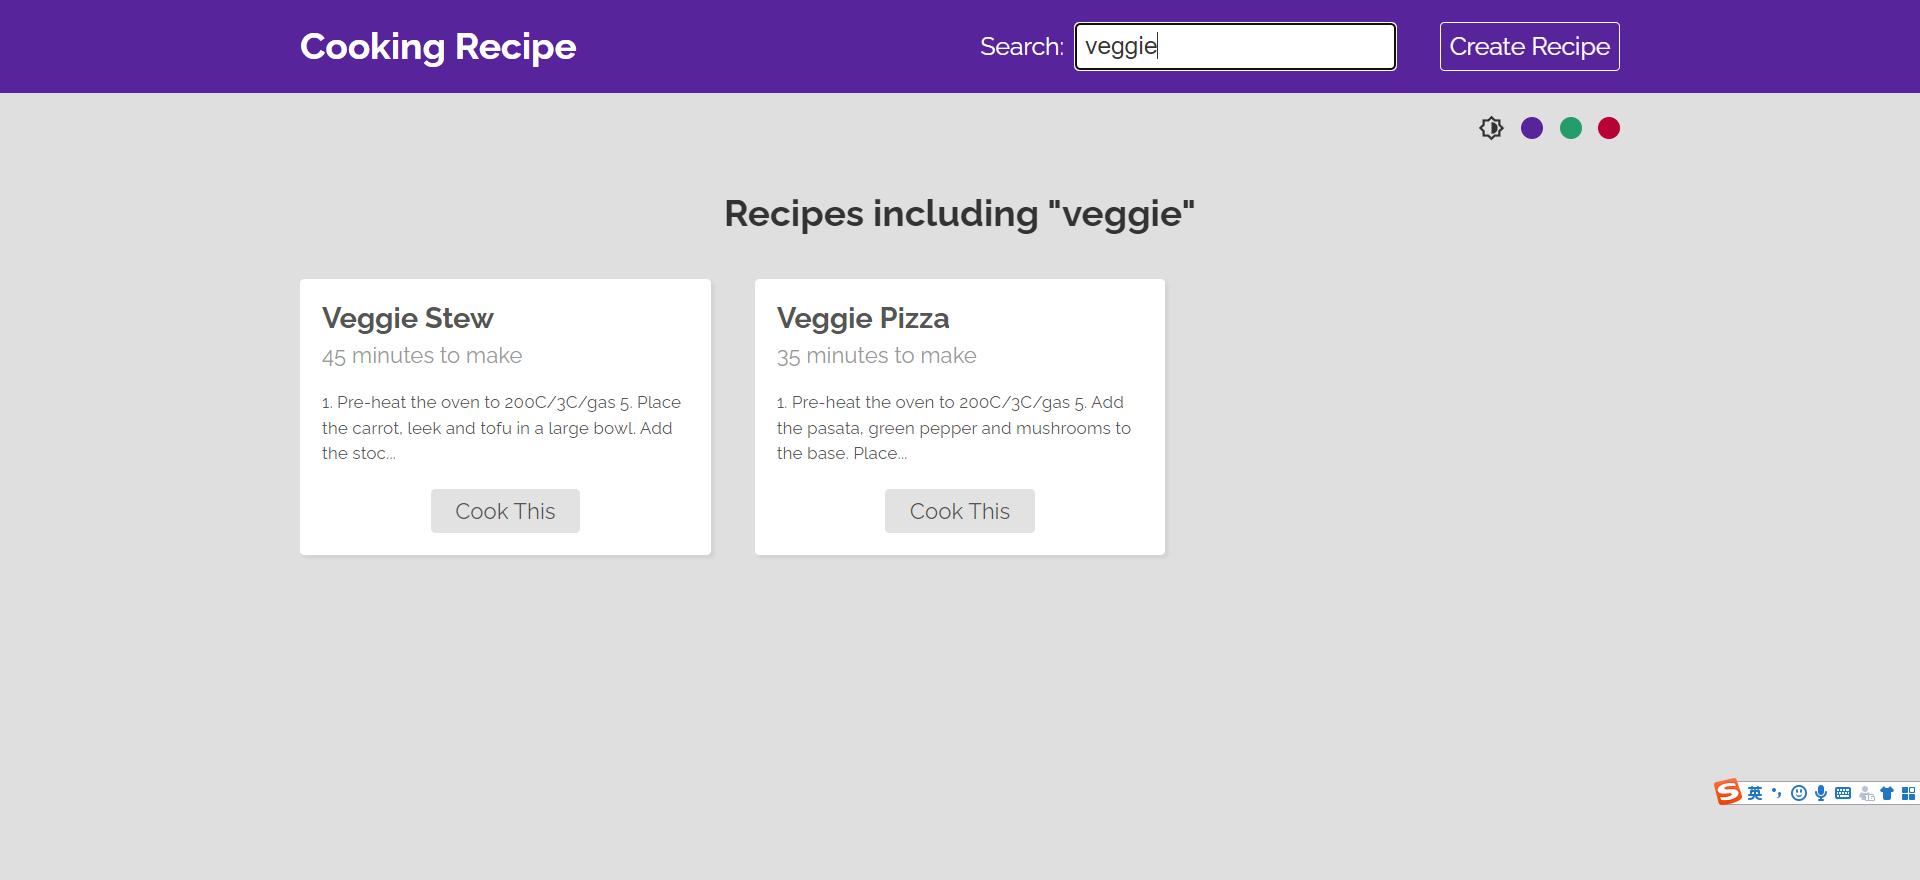 Cooking Recipe
Search: veggie
Create Recipe
Recipes including "veggie"
Veggie Stew
45 minutes to make
1. Pre-heat the oven to 200C/3C/gas 5. Place
the carrot, leek and tofu in a large bowl. Add
the stoc...
Cook This
Veggie Pizza
35 minutes to make
1. Pre-heat the oven to 200C/3C/gas 5. Add
the pasata, green pepper and mushrooms to
the base. Place...
Cook This
S 英